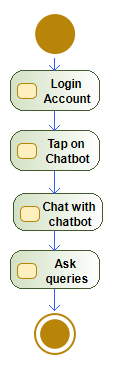 Login
Account
Tap on
Chatbot
Chat with
chatbot
Ask
queries